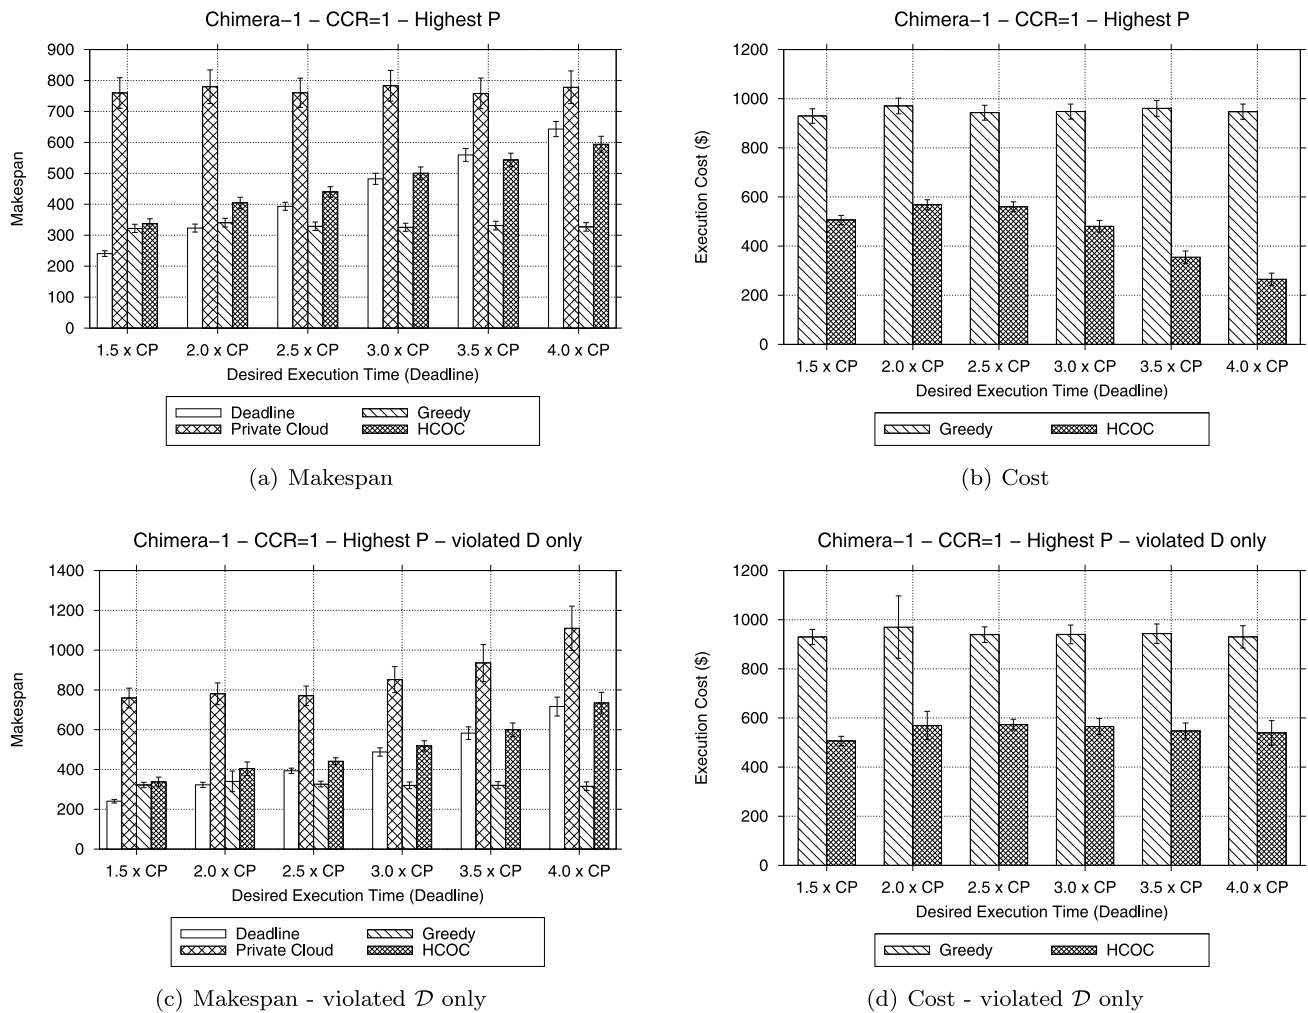 Chimera−1 − CCR=1 − Highest P
Makespan
900
800
700
600
500
400
300
200
100
0
1.5 x CP 2.0 x CP 2.5 x CP 3.0 x CP 3.5 x CP 4.0 x CP
Desired Execution Time (Deadline)
Deadline Greedy
Private Cloud HCOC
(a) Makespan
Chimera−1 − CCR=1 − Highest P
Execution Cost ($)
1200
1000
800
600
400
200
0
1.5 x CP 2.0 x CP 2.5 x CP 3.0 x CP 3.5 x CP 4.0 x CP
Desired Execution Time (Deadline)
Greedy HCOC
(b) Cost
Chimera−1 − CCR=1 − Highest P − violated D only
Makespan
1400
1200
1000
800
600
400
200
0
1.5 x CP 2.0 x CP 2.5 x CP 3.0 x CP 3.5 x CP 4.0 x CP
Desired Execution Time (Deadline)
Deadline Greedy
Private Cloud HCOC
(c) Makespan - violated 𝒟 only
Chimera−1 − CCR=1 − Highest P − violated D only
Execution Cost ($)
1200
1000
800
600
400
200
0
1.5 x CP 2.0 x CP 2.5 x CP 3.0 x CP 3.5 x CP 4.0 x CP
Desired Execution Time (Deadline)
Greedy HCOC
(d) Cost - violated 𝒟 only